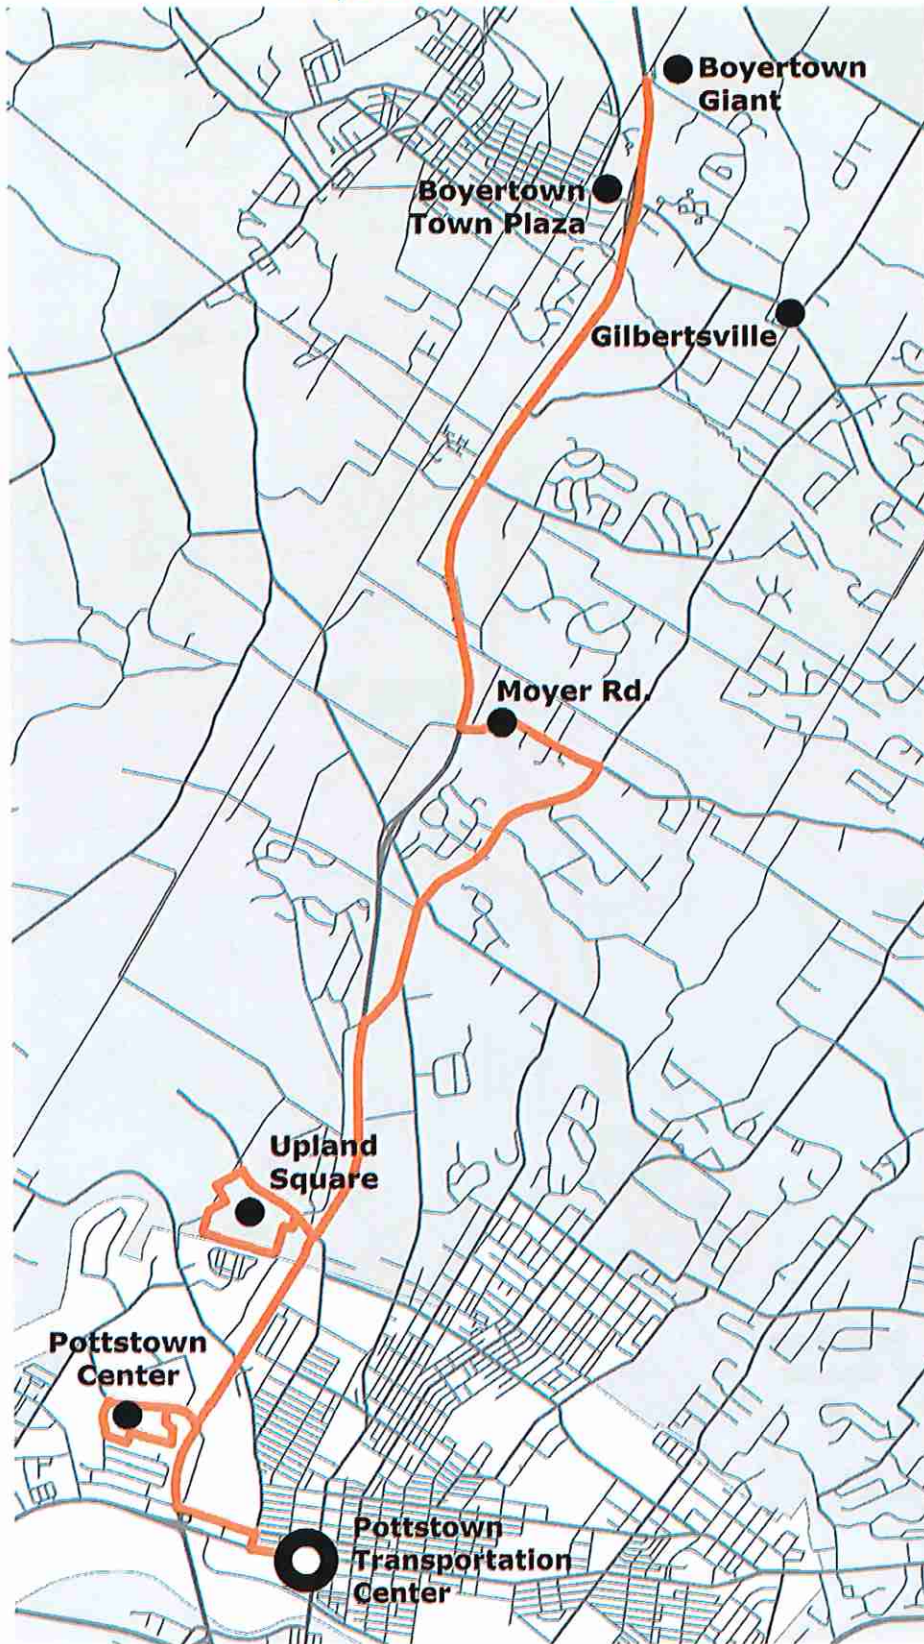 Boyertown
Giant
Boyertown
Town Plaza
Gilbertsville
Moyer Rd.
Upland
Square
Pottstown
Center
Pottstown
Transportation
Center